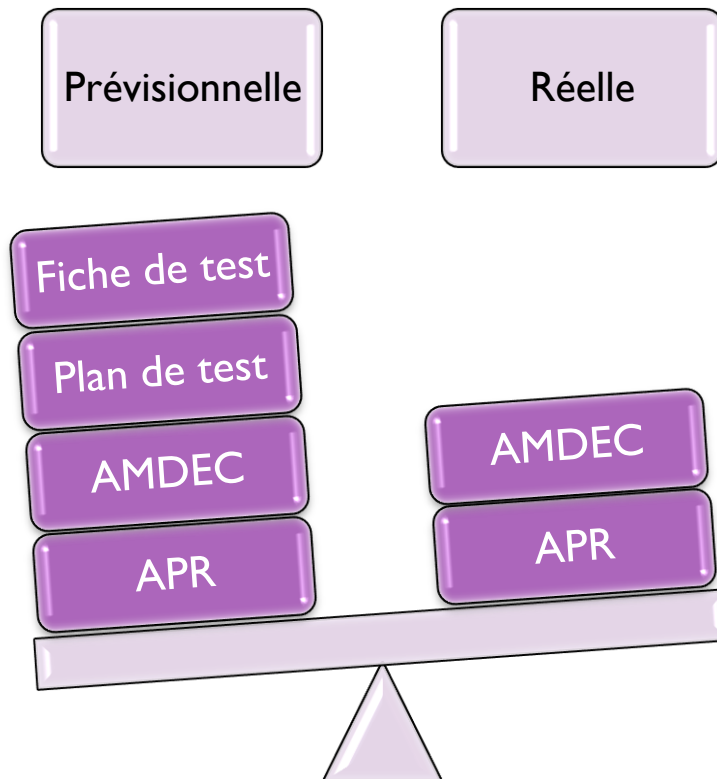 Prévisionnelle
Réelle
Fiche de test
Plan de test
AMDEC
APR
AMDEC
APR